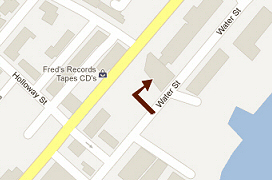 Water St
Fred's Records
Tapes CD's
Holloway St
Water St